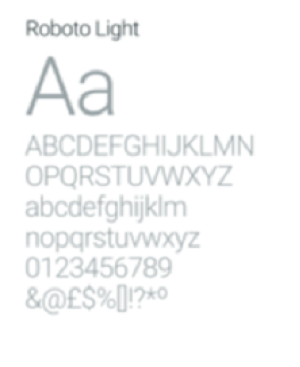 Roboto Light
Aa
ABCDEFGHIJKLMN
OPQRSTUVWXYZ
abcdefghijklm
nopqrstuvwxyz
0123456789
&@£$%[]!?*º